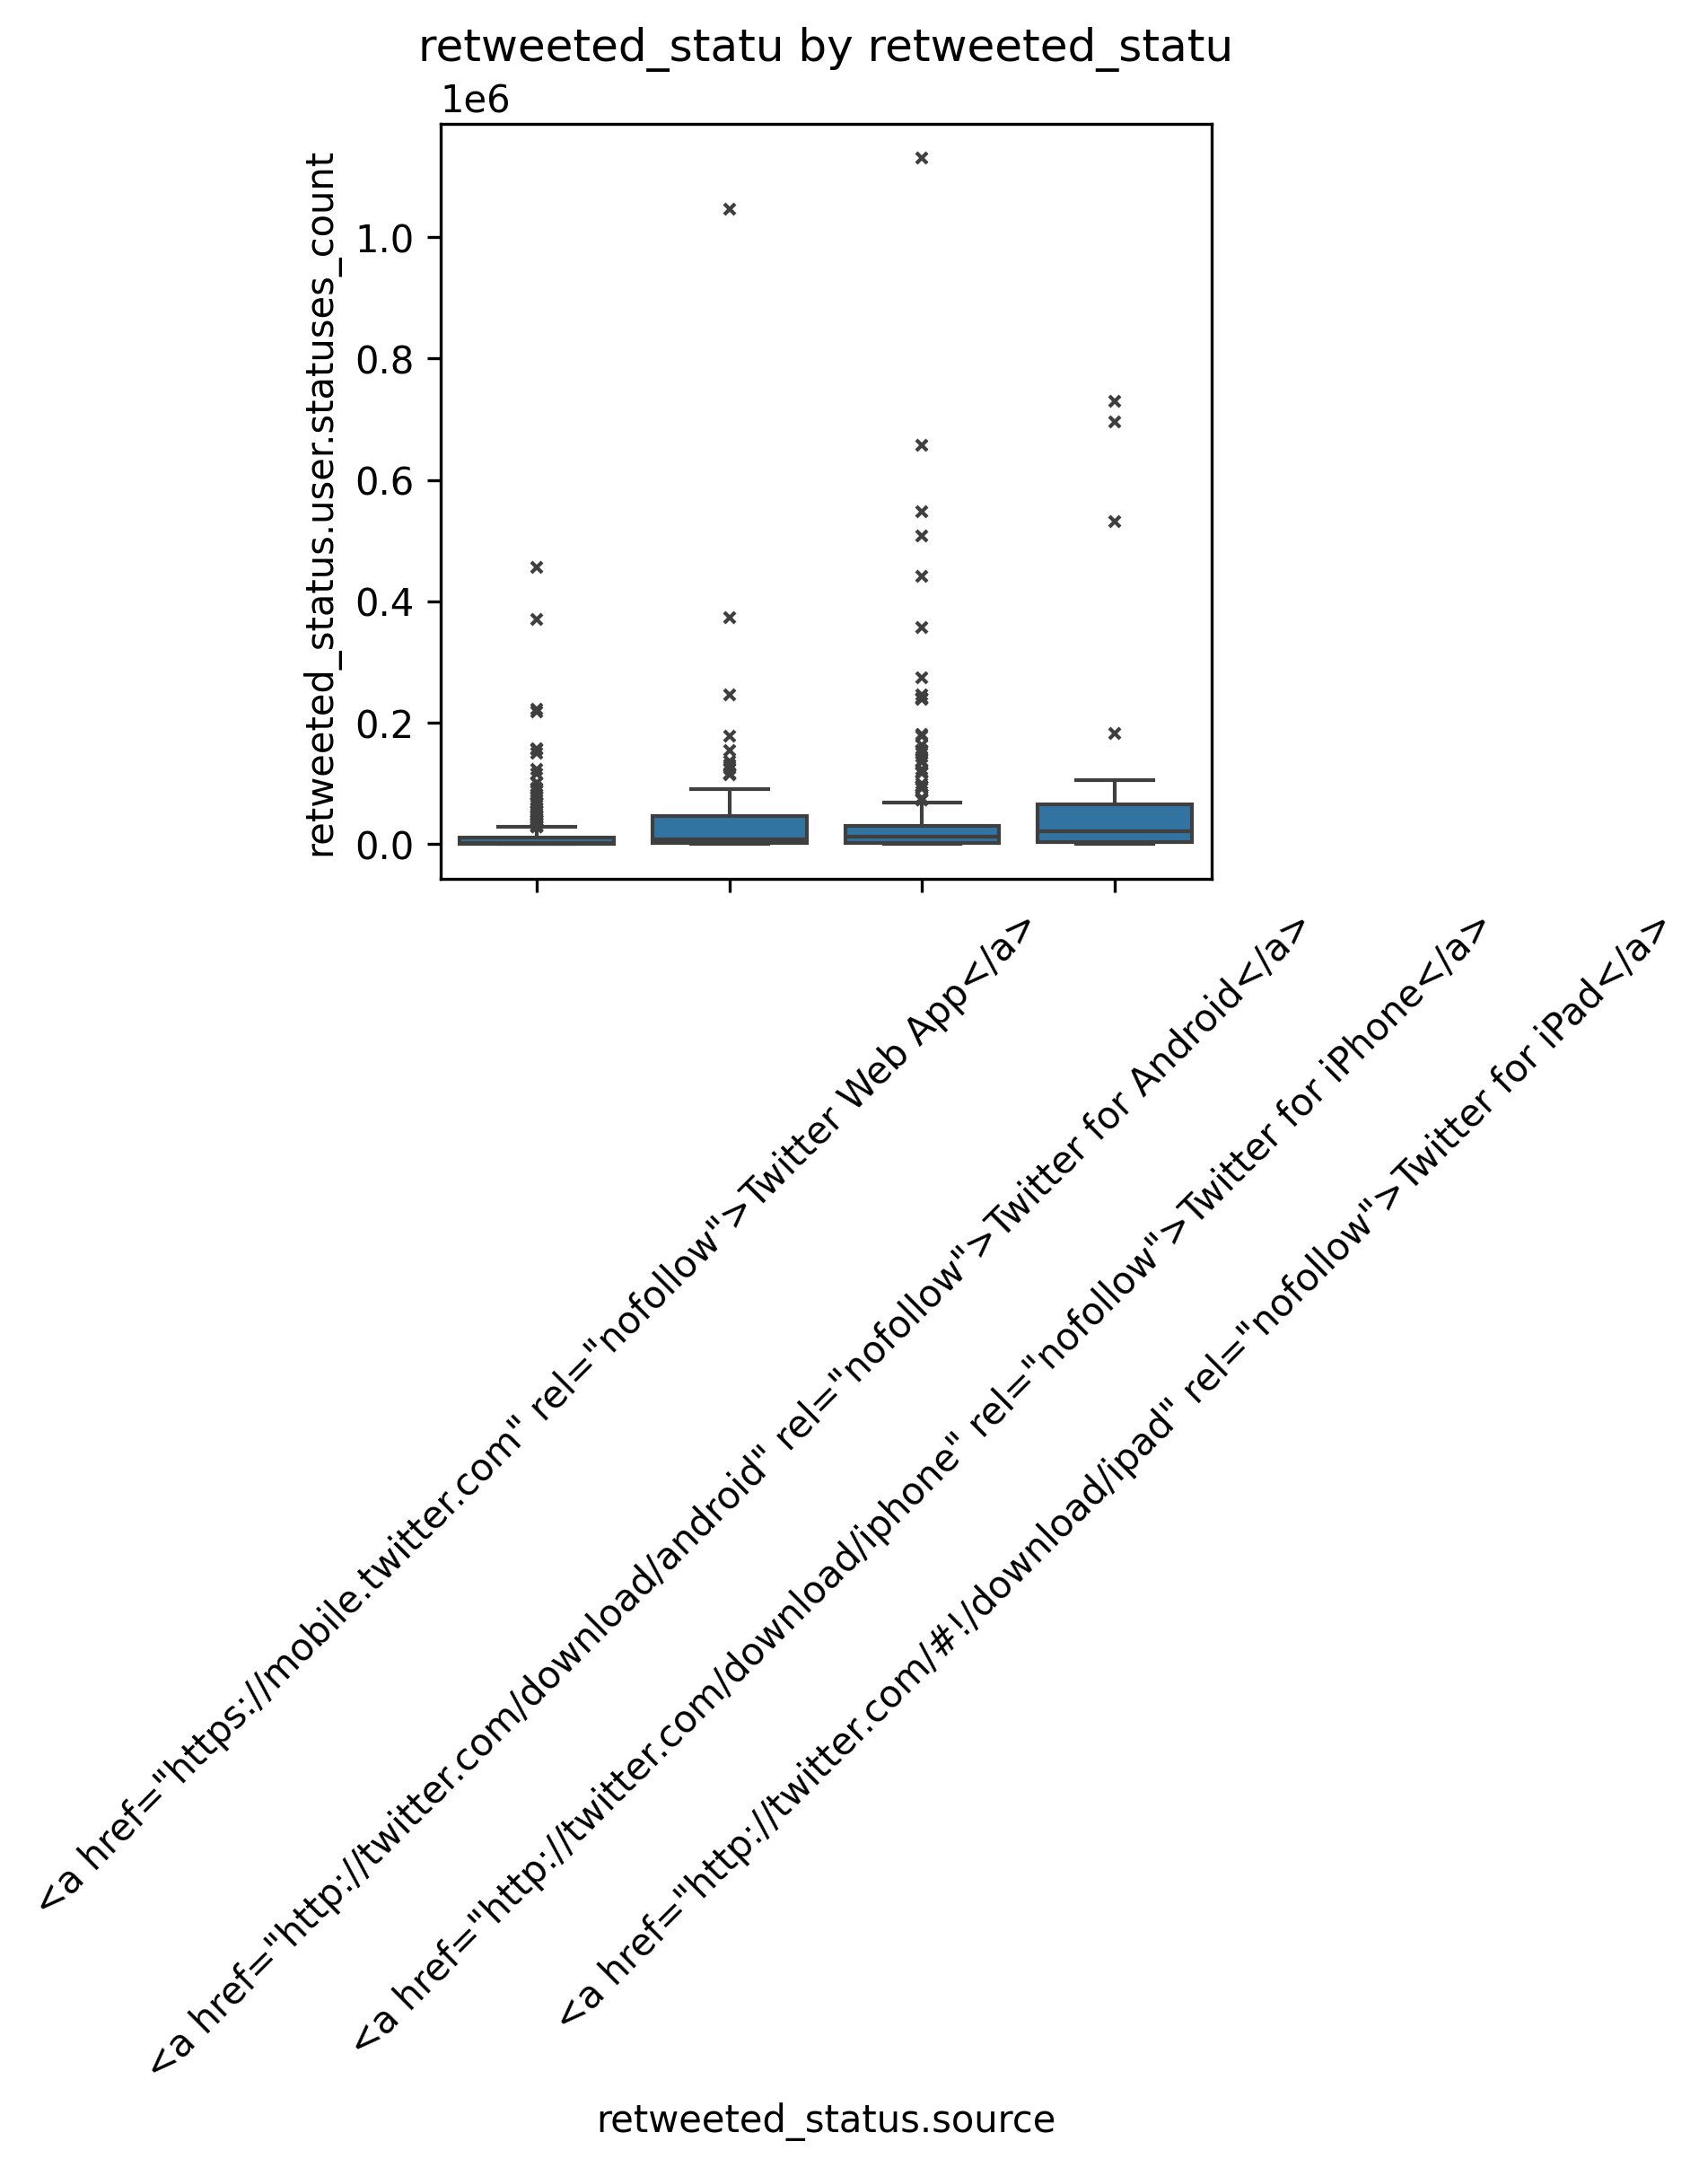 retweeted_statu by retweeted_statu
1e6
retweeted_status.user.statuses_count
1.0
0.8
0.6
0.4
0.2
0.0
<a href="https://mobile.twitter.com" rel="nofollow">Twitter Web App</a>
<a href="http://twitter.com/download/android" rel="nofollow">Twitter for Android</a>
<a href="http://twitter.com/download/iphone" rel="nofollow">Twitter for iPhone</a>
<a href="http://twitter.com/#!/download/ipad" rel="nofollow">Twitter for iPad</a>
retweeted_status.source